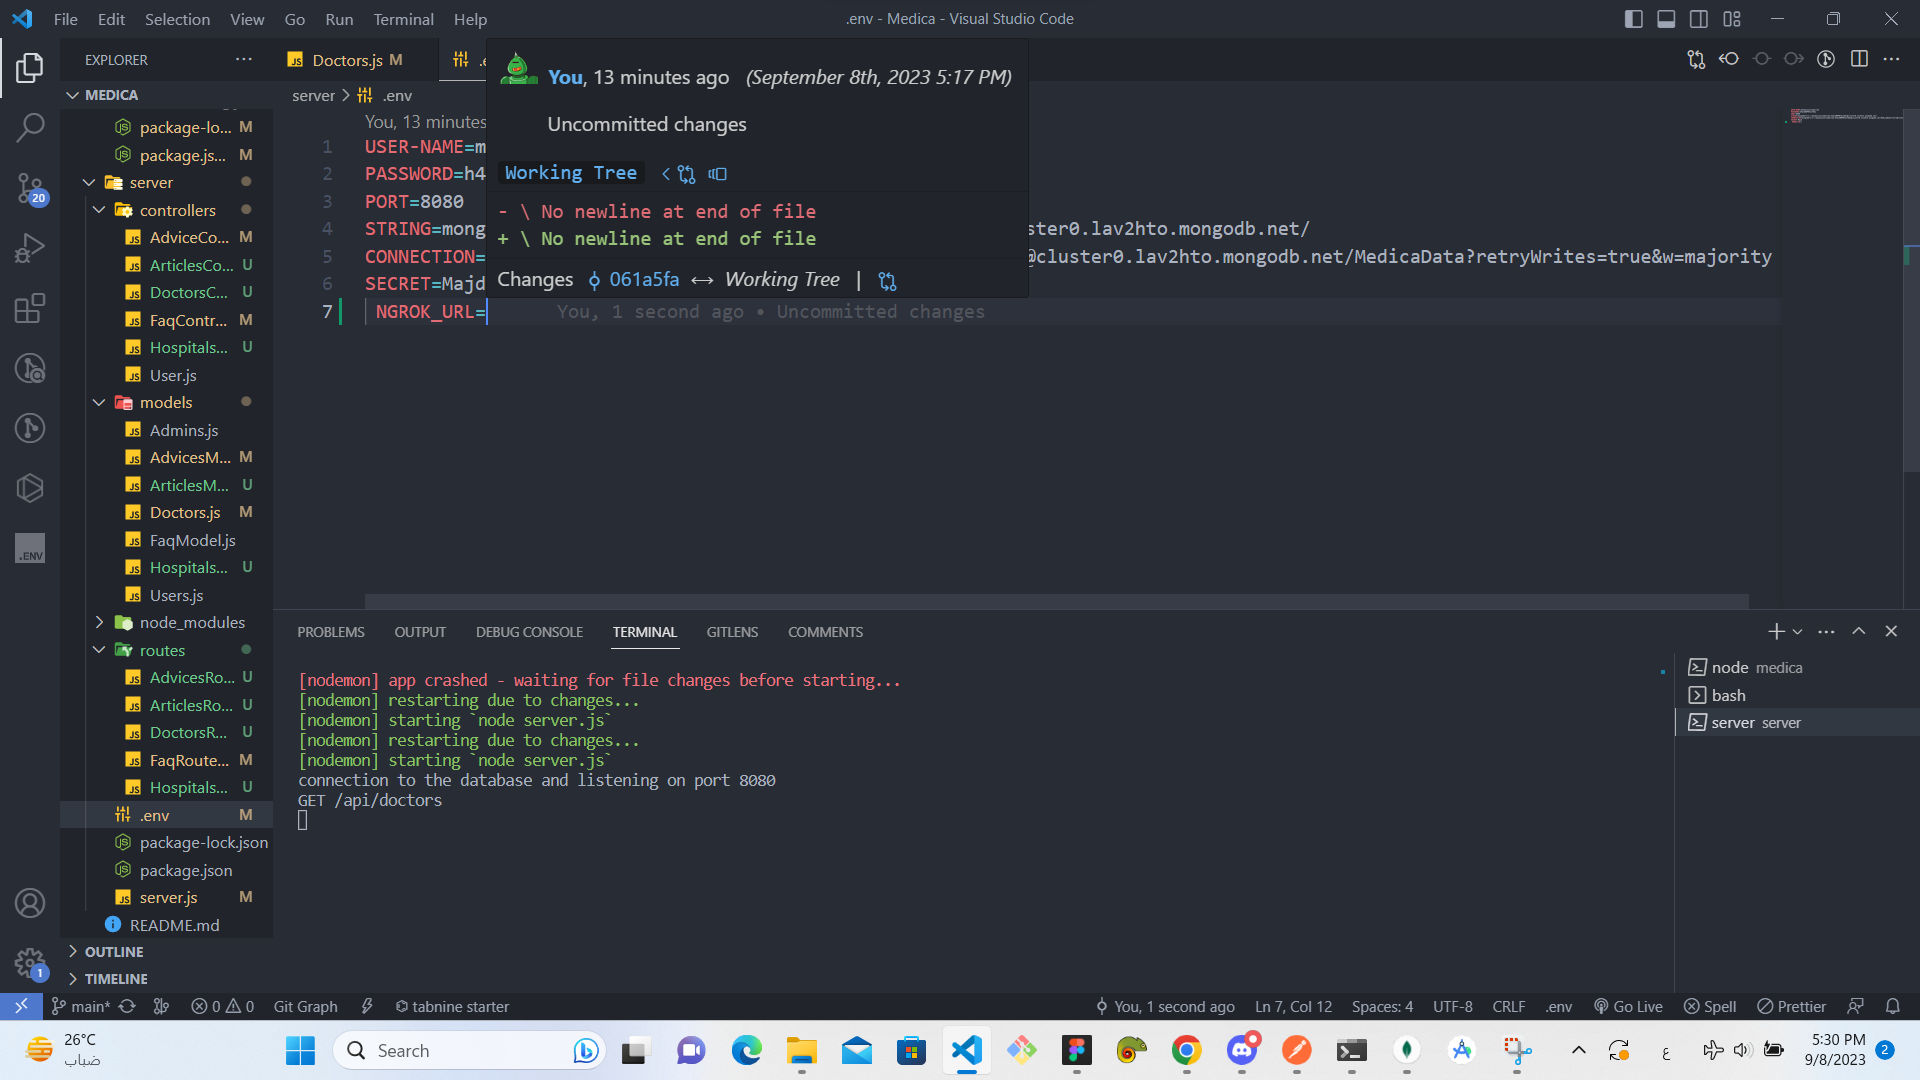 File Edit Selection View Go Run Terminal Help
.env - Medica - Visual Studio Code
EXPLORER
MEDICA
package-lo... M
package.js... M
server
controllers
AdviceCo... M
ArticlesCo... U
DoctorsC... U
FaqContr... M
Hospitals... U
User.js
models
Admins.js
AdvicesM... M
ArticlesM... U
Doctors.js M
FaqModel.js
Hospitals... U
Users.js
node_modules
routes
AdvicesRo... U
ArticlesRo... U
DoctorsR... U
FaqRoute... M
Hospitals... U
.env M
package-lock.json
package.json
server.js M
README.md
OUTLINE
TIMELINE
20
.ENV
1
Doctors.js M
server > .env
You, 13 minutes
1 USER-NAME=m
2 PASSWORD=h4
3 PORT=8080
4 STRING=mong ster0.lav2hto.mongodb.net/
5 CONNECTION= @cluster0.lav2hto.mongodb.net/MedicaData?retryWrites=true&w=majority
6 SECRET=Majd
7 NGROK_URL= You, 1 second ago • Uncommitted changes
You, 13 minutes ago (September 8th, 2023 5:17 PM)
Uncommitted changes
Working Tree
- \ No newline at end of file
+ \ No newline at end of file
Changes 061a5fa ↔ Working Tree |
PROBLEMS OUTPUT DEBUG CONSOLE TERMINAL GITLENS COMMENTS
[nodemon] app crashed - waiting for file changes before starting...
[nodemon] restarting due to changes...
[nodemon] starting `node server.js`
[nodemon] restarting due to changes...
[nodemon] starting `node server.js`
connection to the database and listening on port 8080
GET /api/doctors
node medica
bash
server server
main* 0 0 Git Graph tabnine starter
You, 1 second ago Ln 7, Col 12 Spaces: 4 UTF-8 CRLF .env Go Live Spell Prettier
26°C
ضباب
Search
ع
5:30 PM
9/8/2023
2